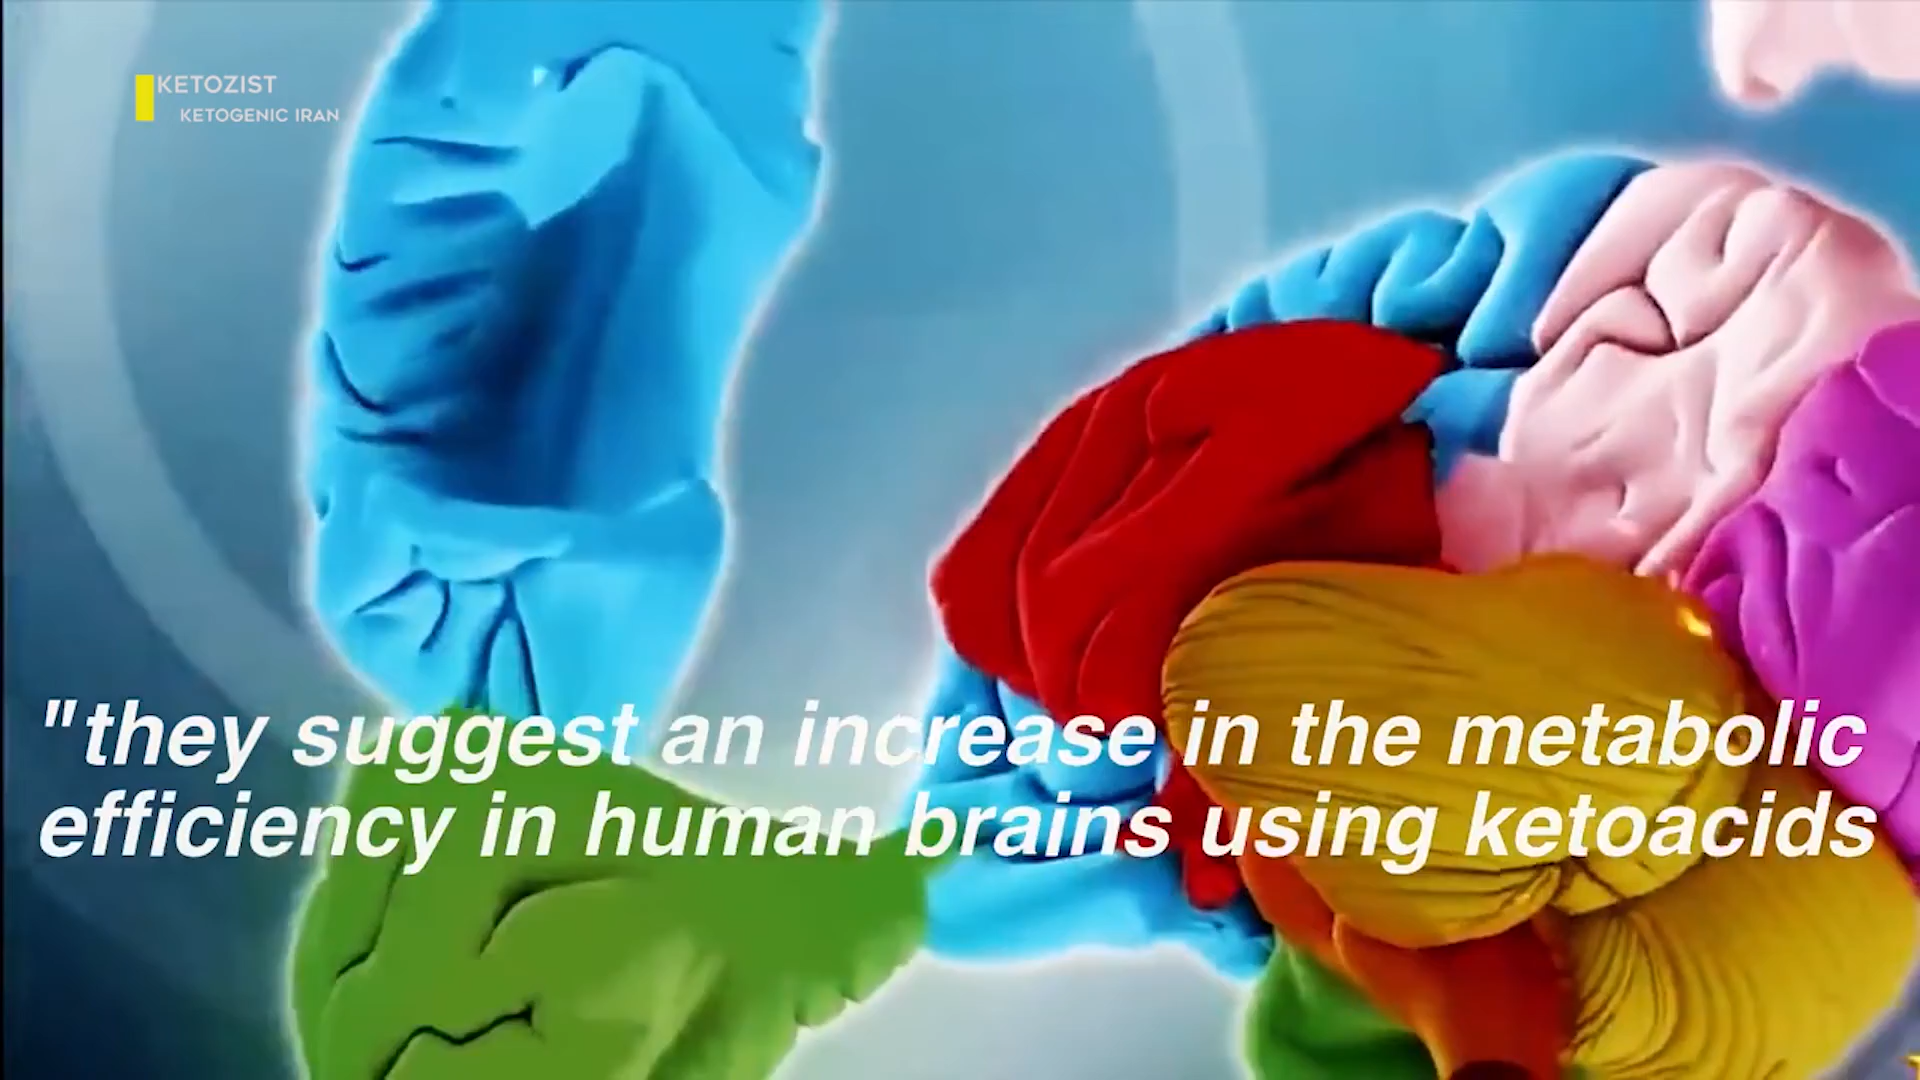 KETOZIST
KETOGENIC IRAN
"they suggest an increase in the metabolic
efficiency in human brains using ketoacids